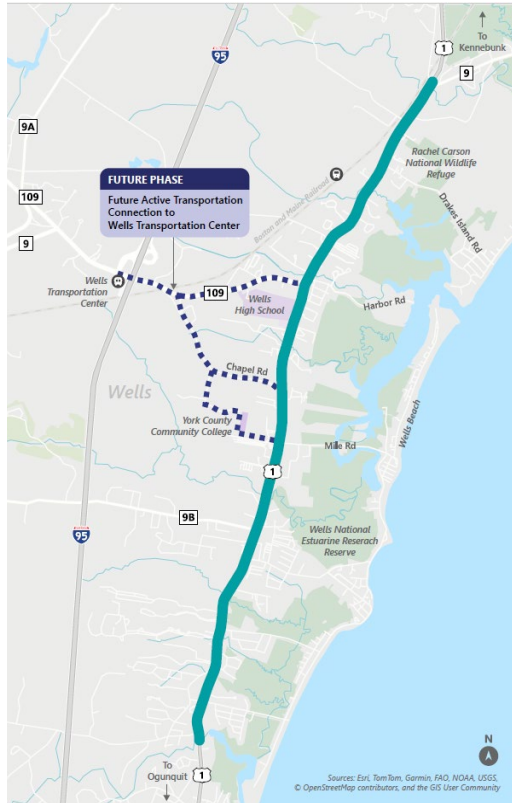 To
Kennebunk
1
95
9
9A
Rachel Carson
National Wildlife
Refuge
FUTURE PHASE
Future Active Transportation
Connection to
Wells Transportation Center
109
Boston and Maine Railroad
Drakes Island Rd
9
Wells
Transportation
Center
109
Wells
High School
Harbor Rd
Chapel Rd
Wells
York County
Community College
Wells Beach
Mile Rd
1
9B
95
Wells National
Estuarine Reserach
Reserve
N
To
Ogunquit
1
Sources: Esri, TomTom, Garmin, FAO, NOAA, USGS,
© OpenStreetMap contributors, and the GIS User Community